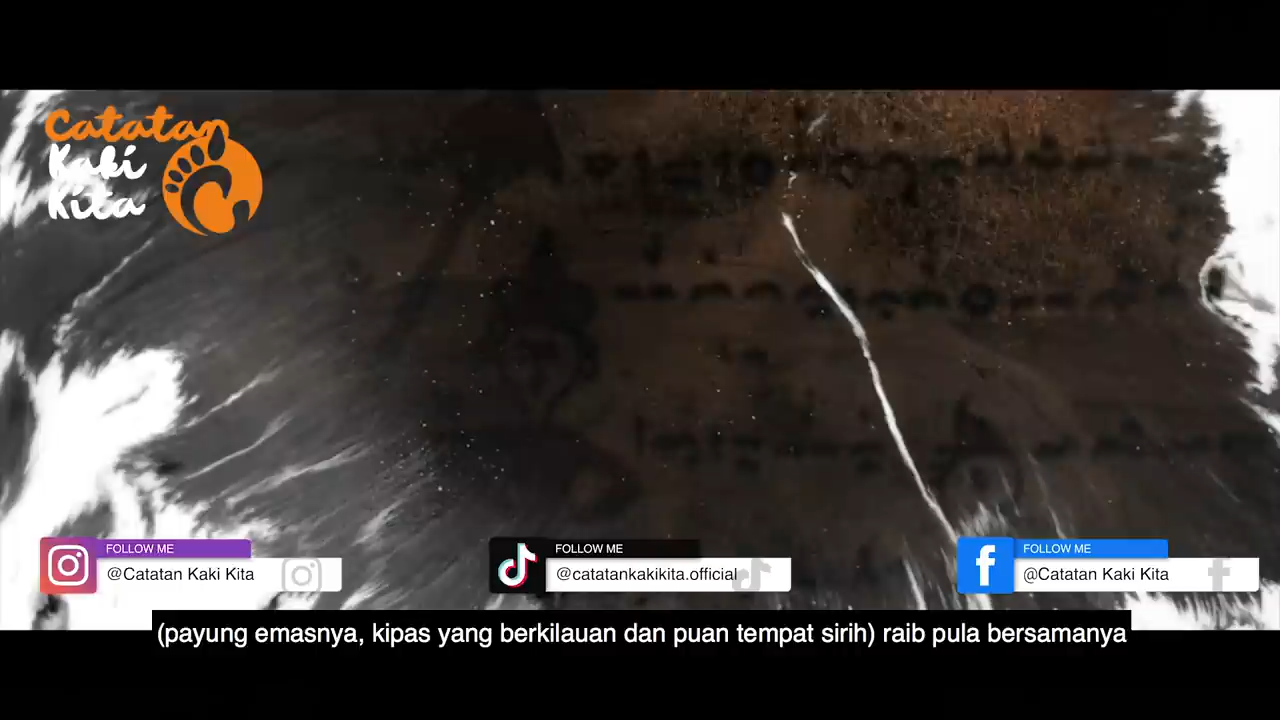 Catatan
Kaki
Kita
FOLLOW ME
@Catatan Kaki Kita
FOLLOW ME
@catatankakikita.official
FOLLOW ME
@Catatan Kaki Kita
(payung emasnya, kipas yang berkilauan dan puan tempat sirih) raib pula bersamanya